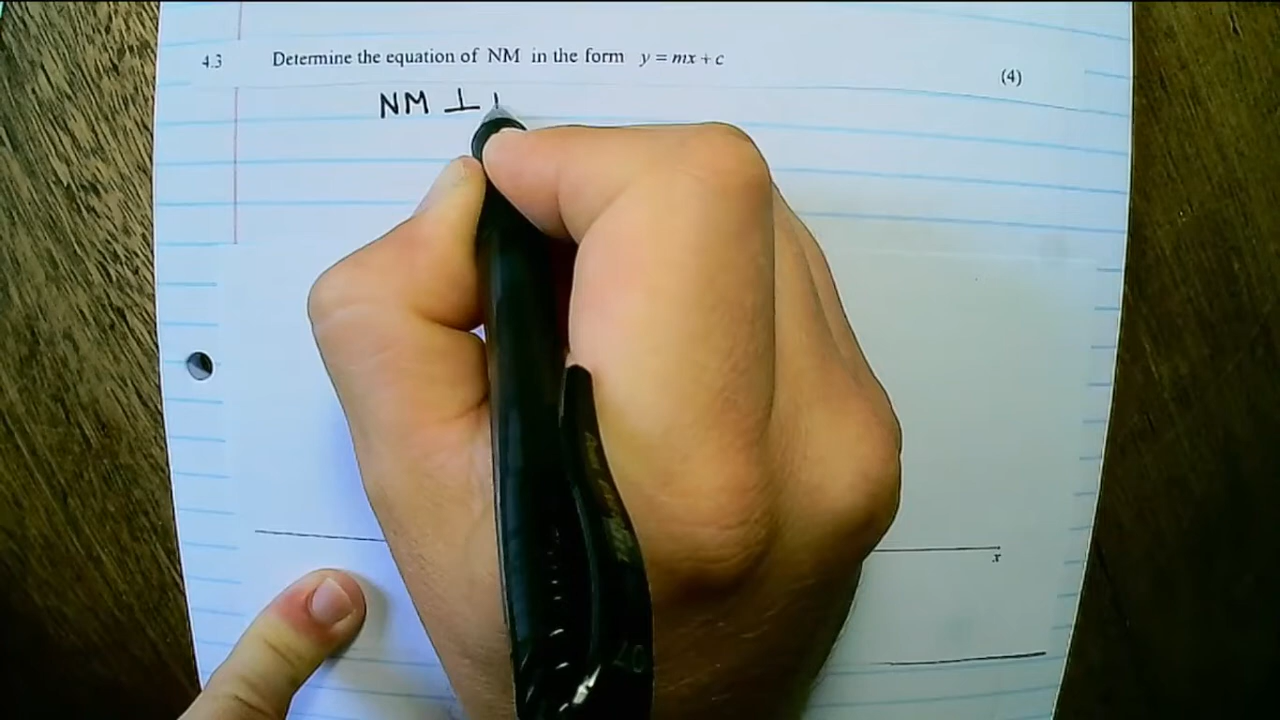 4.3 Determine the equation of NM in the form y = mx + c
(4)
NM ⊥
x